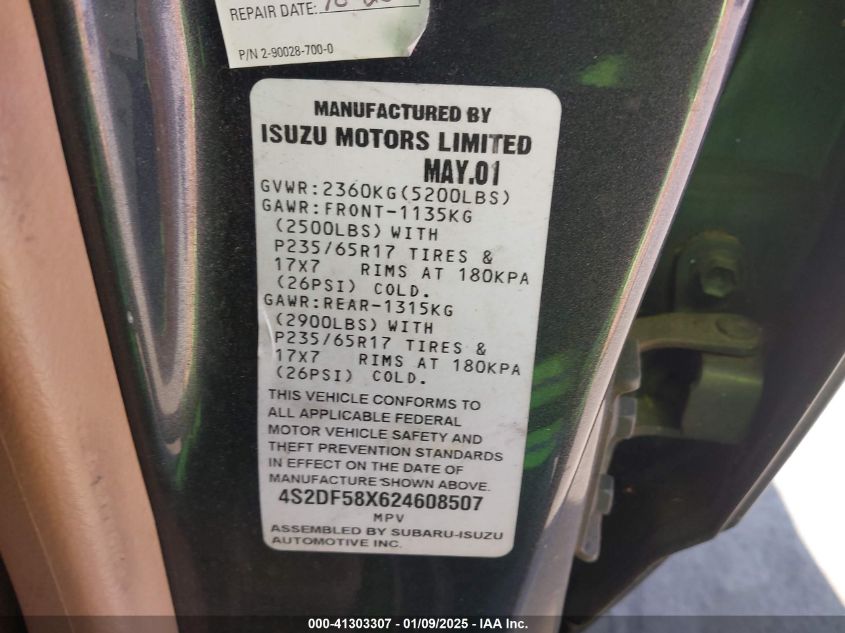 REPAIR DATE:
P/N 2-90028-700-0
MANUFACTURED BY
ISUZU MOTORS LIMITED
MAY.01
GVWR:2360KG(5200LBS)
GAWR:FRONT-1135KG
(2500LBS) WITH
P235/65R17 TIRES &
17X7 RIMS AT 180KPA
(26PSI) COLD.
GAWR:REAR-1315KG
(2900LBS) WITH
P235/65R17 TIRES &
17X7 RIMS AT 180KPA
(26PSI) COLD.
THIS VEHICLE CONFORMS TO
ALL APPLICABLE FEDERAL
MOTOR VEHICLE SAFETY AND
THEFT PREVENTION STANDARDS
IN EFFECT ON THE DATE OF
MANUFACTURE SHOWN ABOVE.
4S2DF58X624608507
MPV
ASSEMBLED BY SUBARU-ISUZU
AUTOMOTIVE INC.
000-41303307 - 01/09/2025 - IAA, Inc.